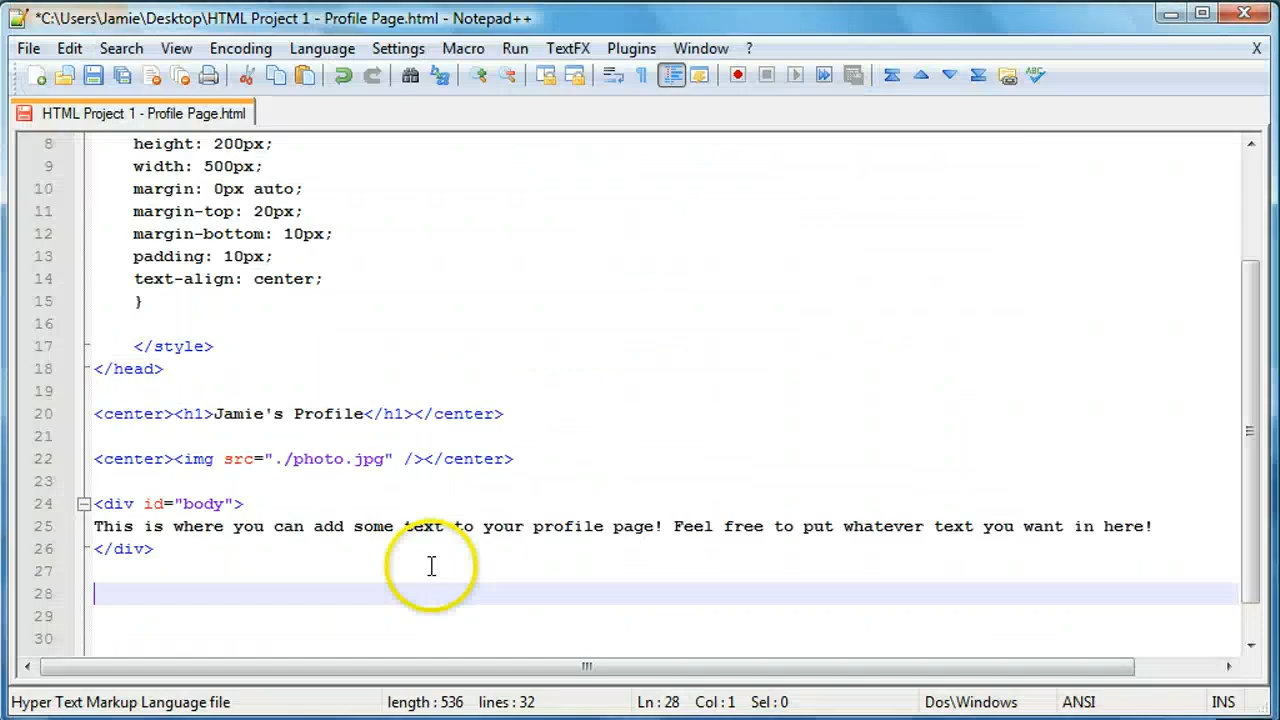 *C:\Users\Jamie\Desktop\HTML Project 1 - Profile Page.html - Notepad++
File Edit Search View Encoding Language Settings Macro Run TextFX Plugins Window ? X
ABC
HTML Project 1 - Profile Page.html
8 height: 200px;
9 width: 500px;
10 margin: 0px auto;
11 margin-top: 20px;
12 margin-bottom: 10px;
13 padding: 10px;
14 text-align: center;
15 }
16
17 </style>
18 </head>
19
20 <center><h1>Jamie's Profile</h1></center>
21
22 <center><img src="./photo.jpg" /></center>
23
24 <div id="body">
25 This is where you can add some text to your profile page! Feel free to put whatever text you want in here!
26 </div>
27
28
29
30
Hyper Text Markup Language file length : 536 lines : 32 Ln : 28 Col : 1 Sel : 0 Dos\Windows ANSI INS